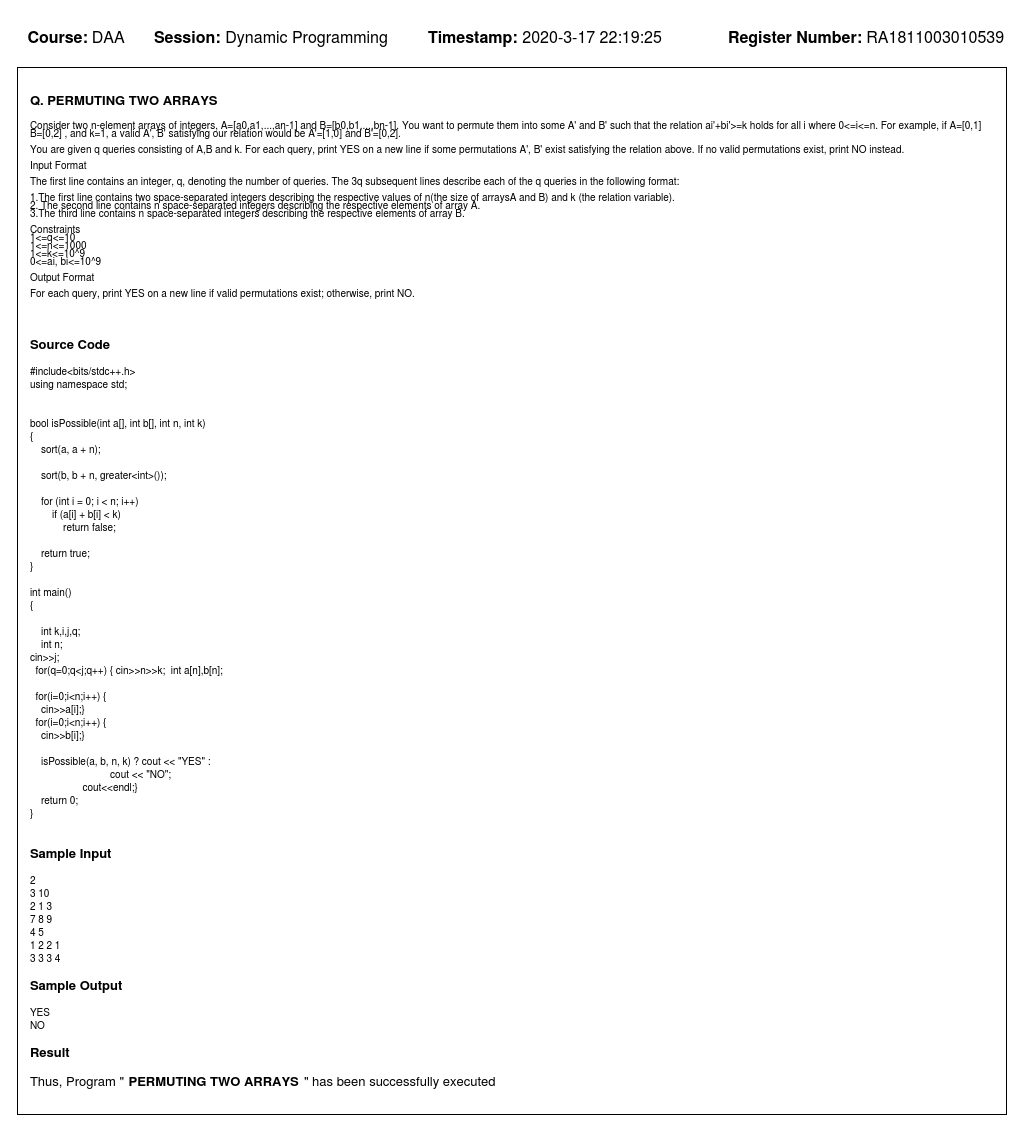 Course: DAA Session: Dynamic Programming Timestamp: 2020-3-17 22:19:25 Register Number: RA1811003010539
Q. PERMUTING TWO ARRAYS
Consider two n-element arrays of integers, A=[a0,a1,...,an-1] and B=[b0,b1,...,bn-1]. You want to permute them into some A' and B' such that the relation ai'+bi'>=k holds for all i where 0<=i<=n. For example, if A=[0,1]
B=[0,2] , and k=1, a valid A', B' satisfying our relation would be A'=[1,0] and B'=[0,2].
You are given q queries consisting of A,B and k. For each query, print YES on a new line if some permutations A', B' exist satisfying the relation above. If no valid permutations exist, print NO instead.
Input Format
The first line contains an integer, q, denoting the number of queries. The 3q subsequent lines describe each of the q queries in the following format:
1.The first line contains two space-separated integers describing the respective values of n(the size of arraysA and B) and k (the relation variable).
2. The second line contains n space-separated integers describing the respective elements of array A.
3.The third line contains n space-separated integers describing the respective elements of array B.
Constraints
1<=q<=10
1<=n<=1000
1<=k<=10^9
0<=ai, bi<=10^9
Output Format
For each query, print YES on a new line if valid permutations exist; otherwise, print NO.
Source Code
#include<bits/stdc++.h>
using namespace std;
bool isPossible(int a[], int b[], int n, int k)
{
sort(a, a + n);
sort(b, b + n, greater<int>());
for (int i = 0; i < n; i++)
if (a[i] + b[i] < k)
return false;
return true;
}
int main()
{
int k,i,j,q;
int n;
cin>>j;
for(q=0;q<j;q++) { cin>>n>>k; int a[n],b[n];
for(i=0;i<n;i++) {
cin>>a[i];}
for(i=0;i<n;i++) {
cin>>b[i];}
isPossible(a, b, n, k) ? cout << "YES" :
cout << "NO";
cout<<endl;}
return 0;
}
Sample Input
2
3 10
2 1 3
7 8 9
4 5
1 2 2 1
3 3 3 4
Sample Output
YES
NO
Result
Thus, Program " PERMUTING TWO ARRAYS " has been successfully executed